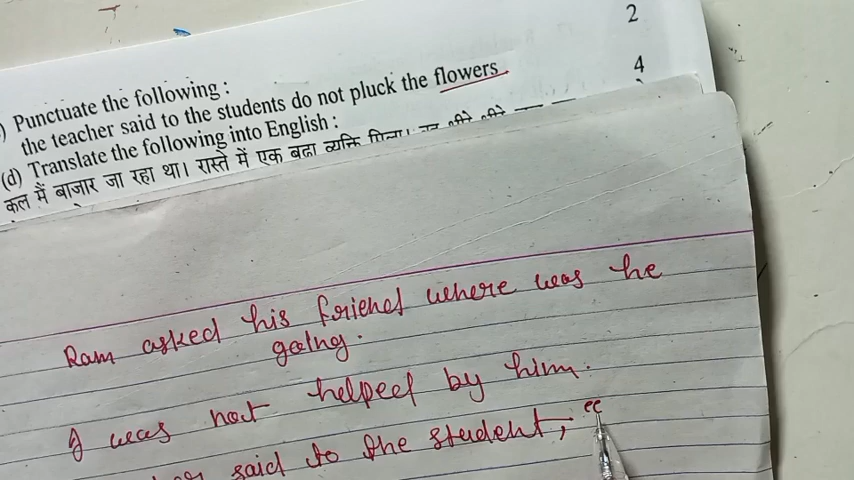 2
) Punctuate the following :
the teacher said to the students do not pluck the flowers.
4
(d) Translate the following into English :
कल मैं बाजार जा रहा था। रास्ते में एक बूढ़ा व्यक्ति मिला।
Ram asked his friend where was he
going.
I was not helped by him.
said to the student, "